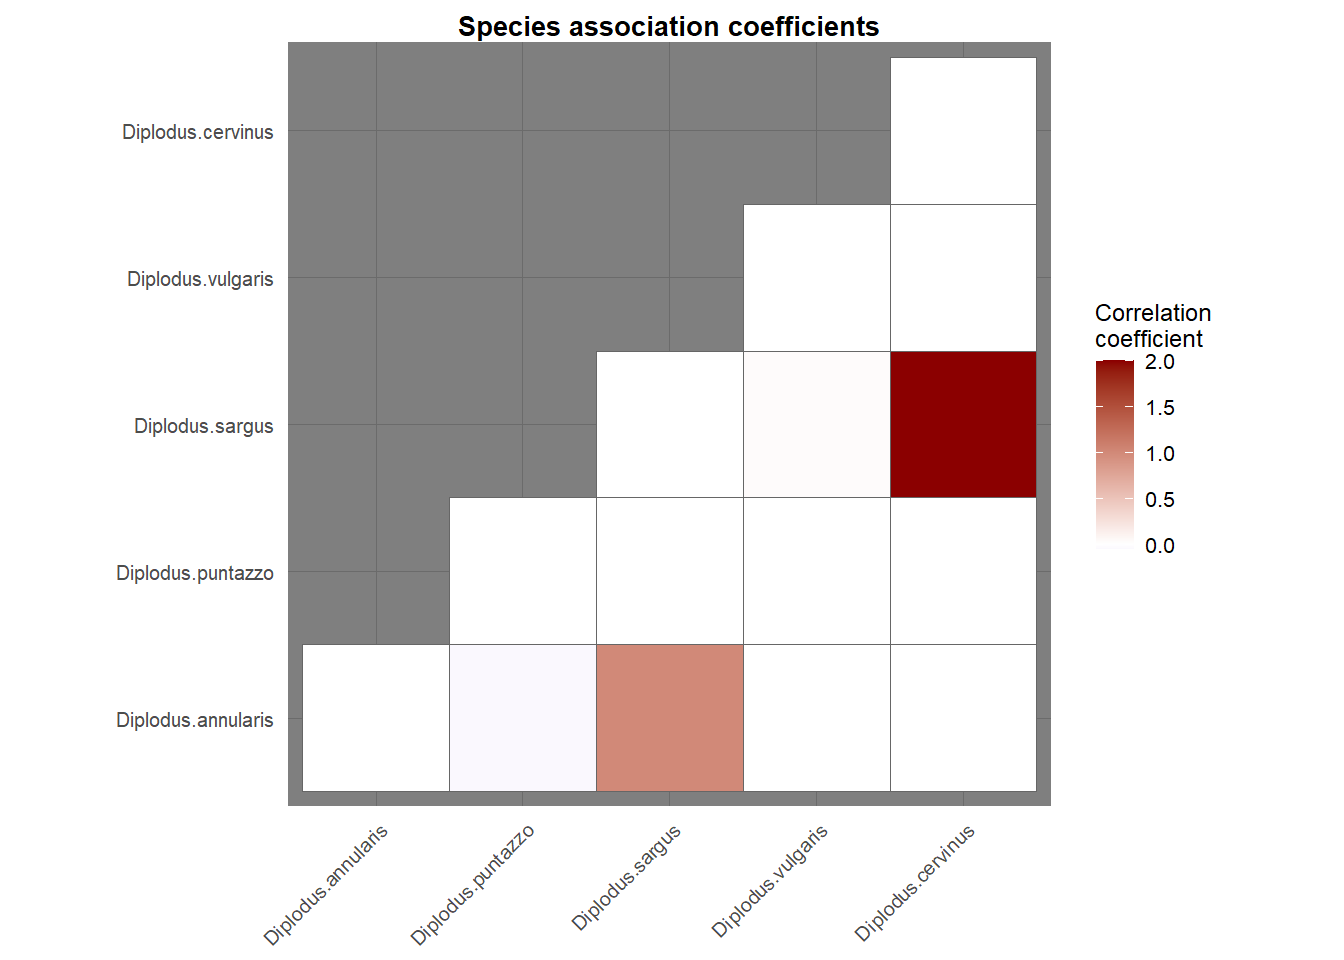 Species association coefficients
Diplodus.cervinus
Diplodus.vulgaris
Diplodus.sargus
Diplodus.puntazzo
Diplodus.annularis
Diplodus.annularis
Diplodus.puntazzo
Diplodus.sargus
Diplodus.vulgaris
Diplodus.cervinus
Correlation
coefficient
2.0
1.5
1.0
0.5
0.0